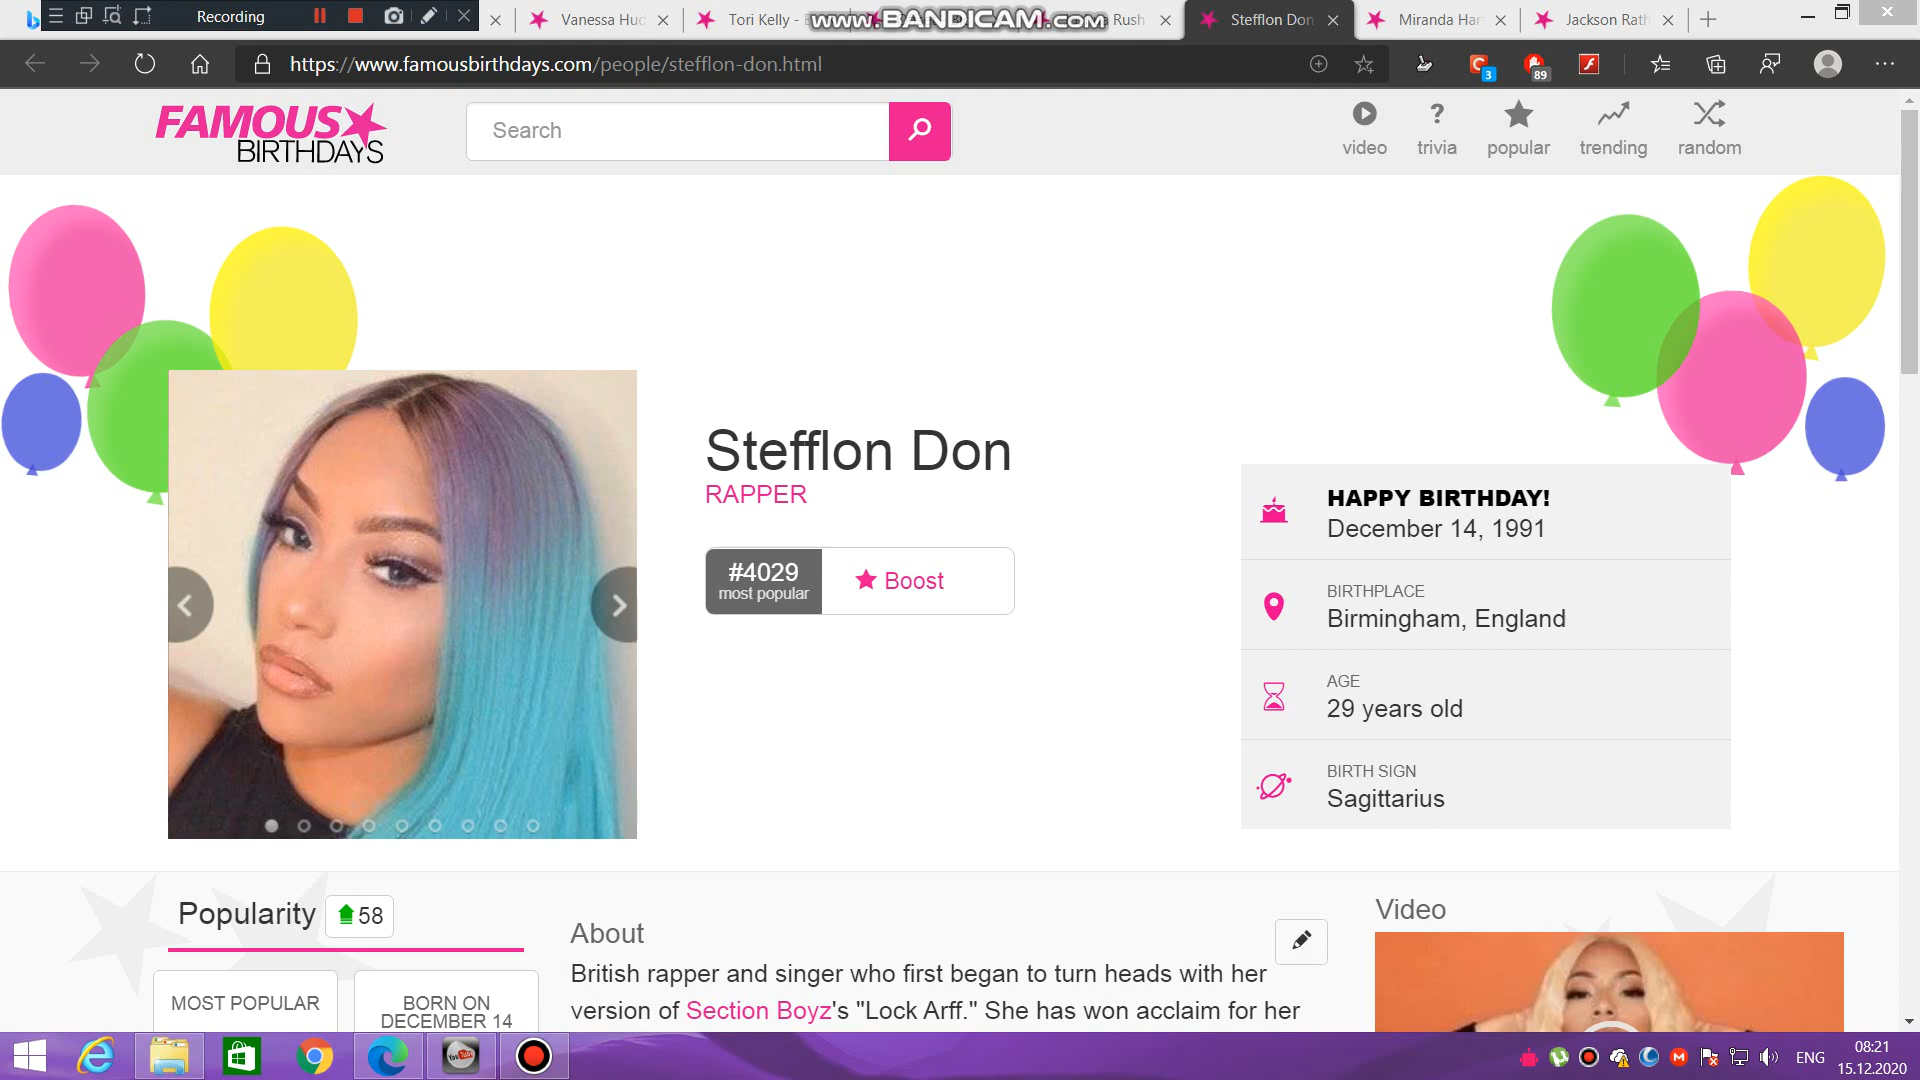 Recording
Vanessa Hud
Tori Kelly -
www.BANDICAM.com
Rush
Stefflon Don
Miranda Har
Jackson Rath
https://www.famousbirthdays.com/people/stefflon-don.html
3
89
FAMOUS
BIRTHDAYS
Search
video
trivia
popular
trending
random
Stefflon Don
RAPPER
#4029
most popular
Boost
HAPPY BIRTHDAY!
December 14, 1991
BIRTHPLACE
Birmingham, England
AGE
29 years old
BIRTH SIGN
Sagittarius
Popularity
58
MOST POPULAR
BORN ON
DECEMBER 14
About
British rapper and singer who first began to turn heads with her
version of Section Boyz's "Lock Arff." She has won acclaim for her
Video
ENG
08:21
15.12.2020